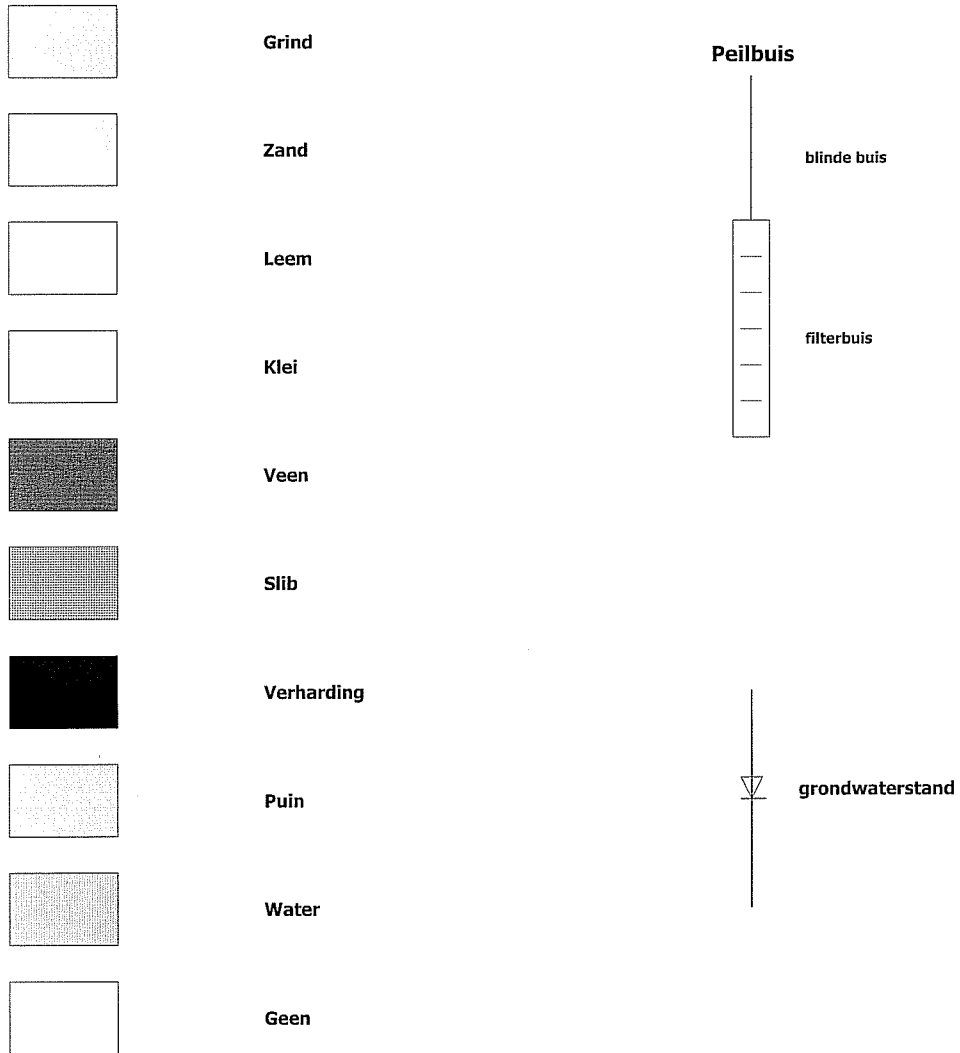 Grind
Zand
Leem
Klei
Veen
Slib
Verharding
Puin
Water
Geen
Peilbuis
blinde buis
filterbuis
grondwaterstand